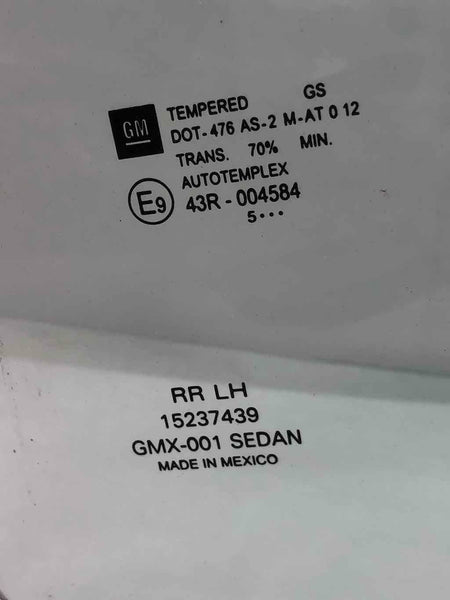 TEMPERED GS
GM DOT-476 AS-2 M-AT 0 12
TRANS. 70% MIN.
AUTOTEMPLEX
E9 43R-004584
5•••
RR LH
15237439
GMX-001 SEDAN
MADE IN MEXICO